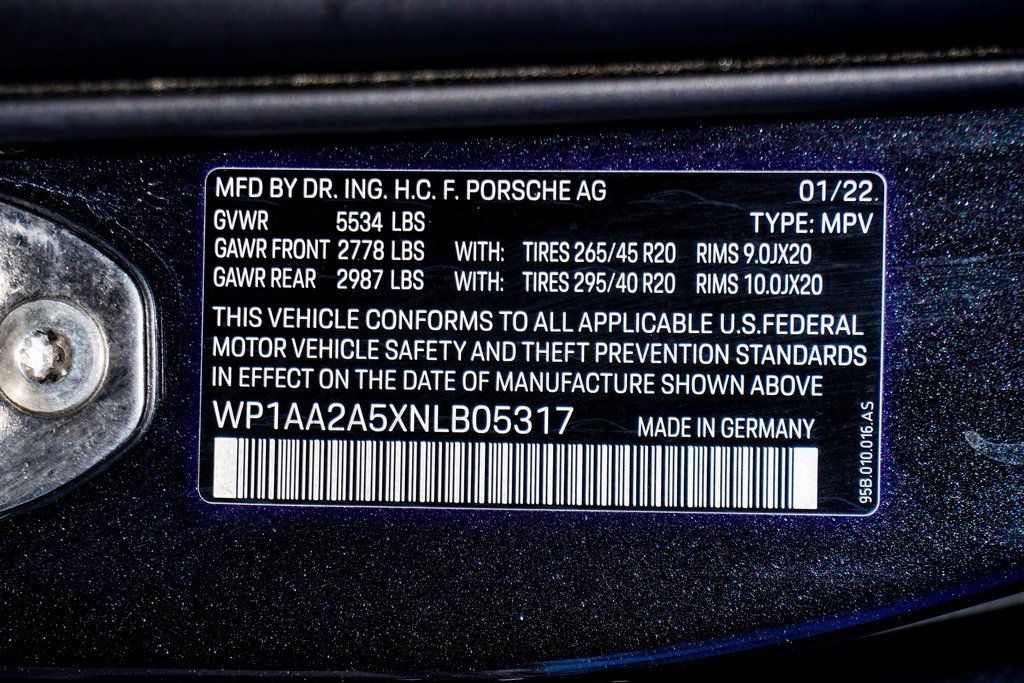 MFD BY DR. ING. H.C. F. PORSCHE AG 01/22.
GVWR 5534 LBS TYPE: MPV
GAWR FRONT 2778 LBS WITH: TIRES 265/45 R20 RIMS 9.0JX20
GAWR REAR 2987 LBS WITH: TIRES 295/40 R20 RIMS 10.0JX20
THIS VEHICLE CONFORMS TO ALL APPLICABLE U.S.FEDERAL
MOTOR VEHICLE SAFETY AND THEFT PREVENTION STANDARDS
IN EFFECT ON THE DATE OF MANUFACTURE SHOWN ABOVE
WP1AA2A5XNLB05317 MADE IN GERMANY
95B.010.016.AS